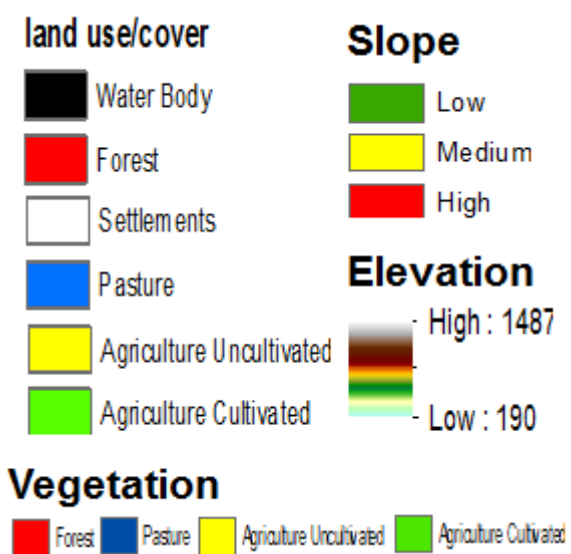 land use/cover
Water Body
Forest
Settlements
Pasture
Agriculture Uncultivated
Agriculture Cultivated
Slope
Low
Medium
High
Elevation
High : 1487
Low : 190
Vegetation
Forest Pasture Agriculture Uncultivated Agriculture Cultivated